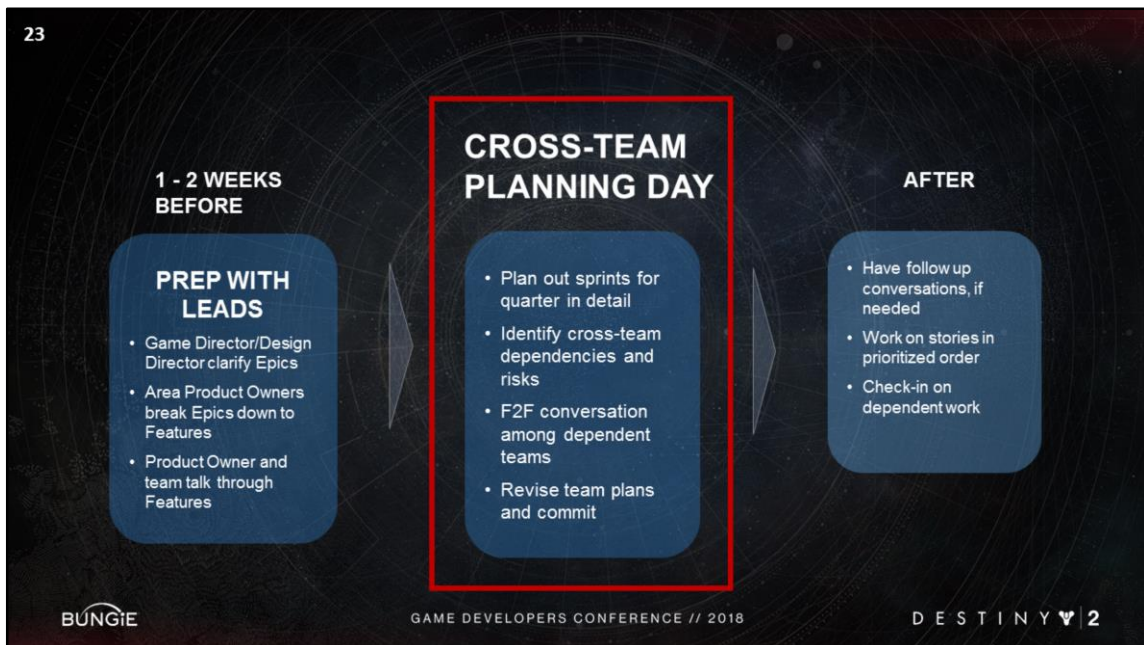 23
1 - 2 WEEKS
BEFORE
PREP WITH
LEADS
• Game Director/Design
Director clarify Epics
• Area Product Owners
break Epics down to
Features
• Product Owner and
team talk through
Features
CROSS-TEAM
PLANNING DAY
• Plan out sprints for
quarter in detail
• Identify cross-team
dependencies and
risks
• F2F conversation
among dependent
teams
• Revise team plans
and commit
AFTER
• Have follow up
conversations, if
needed
• Work on stories in
prioritized order
• Check-in on
dependent work
BUNGiE
GAME DEVELOPERS CONFERENCE // 2018
DESTINY 2